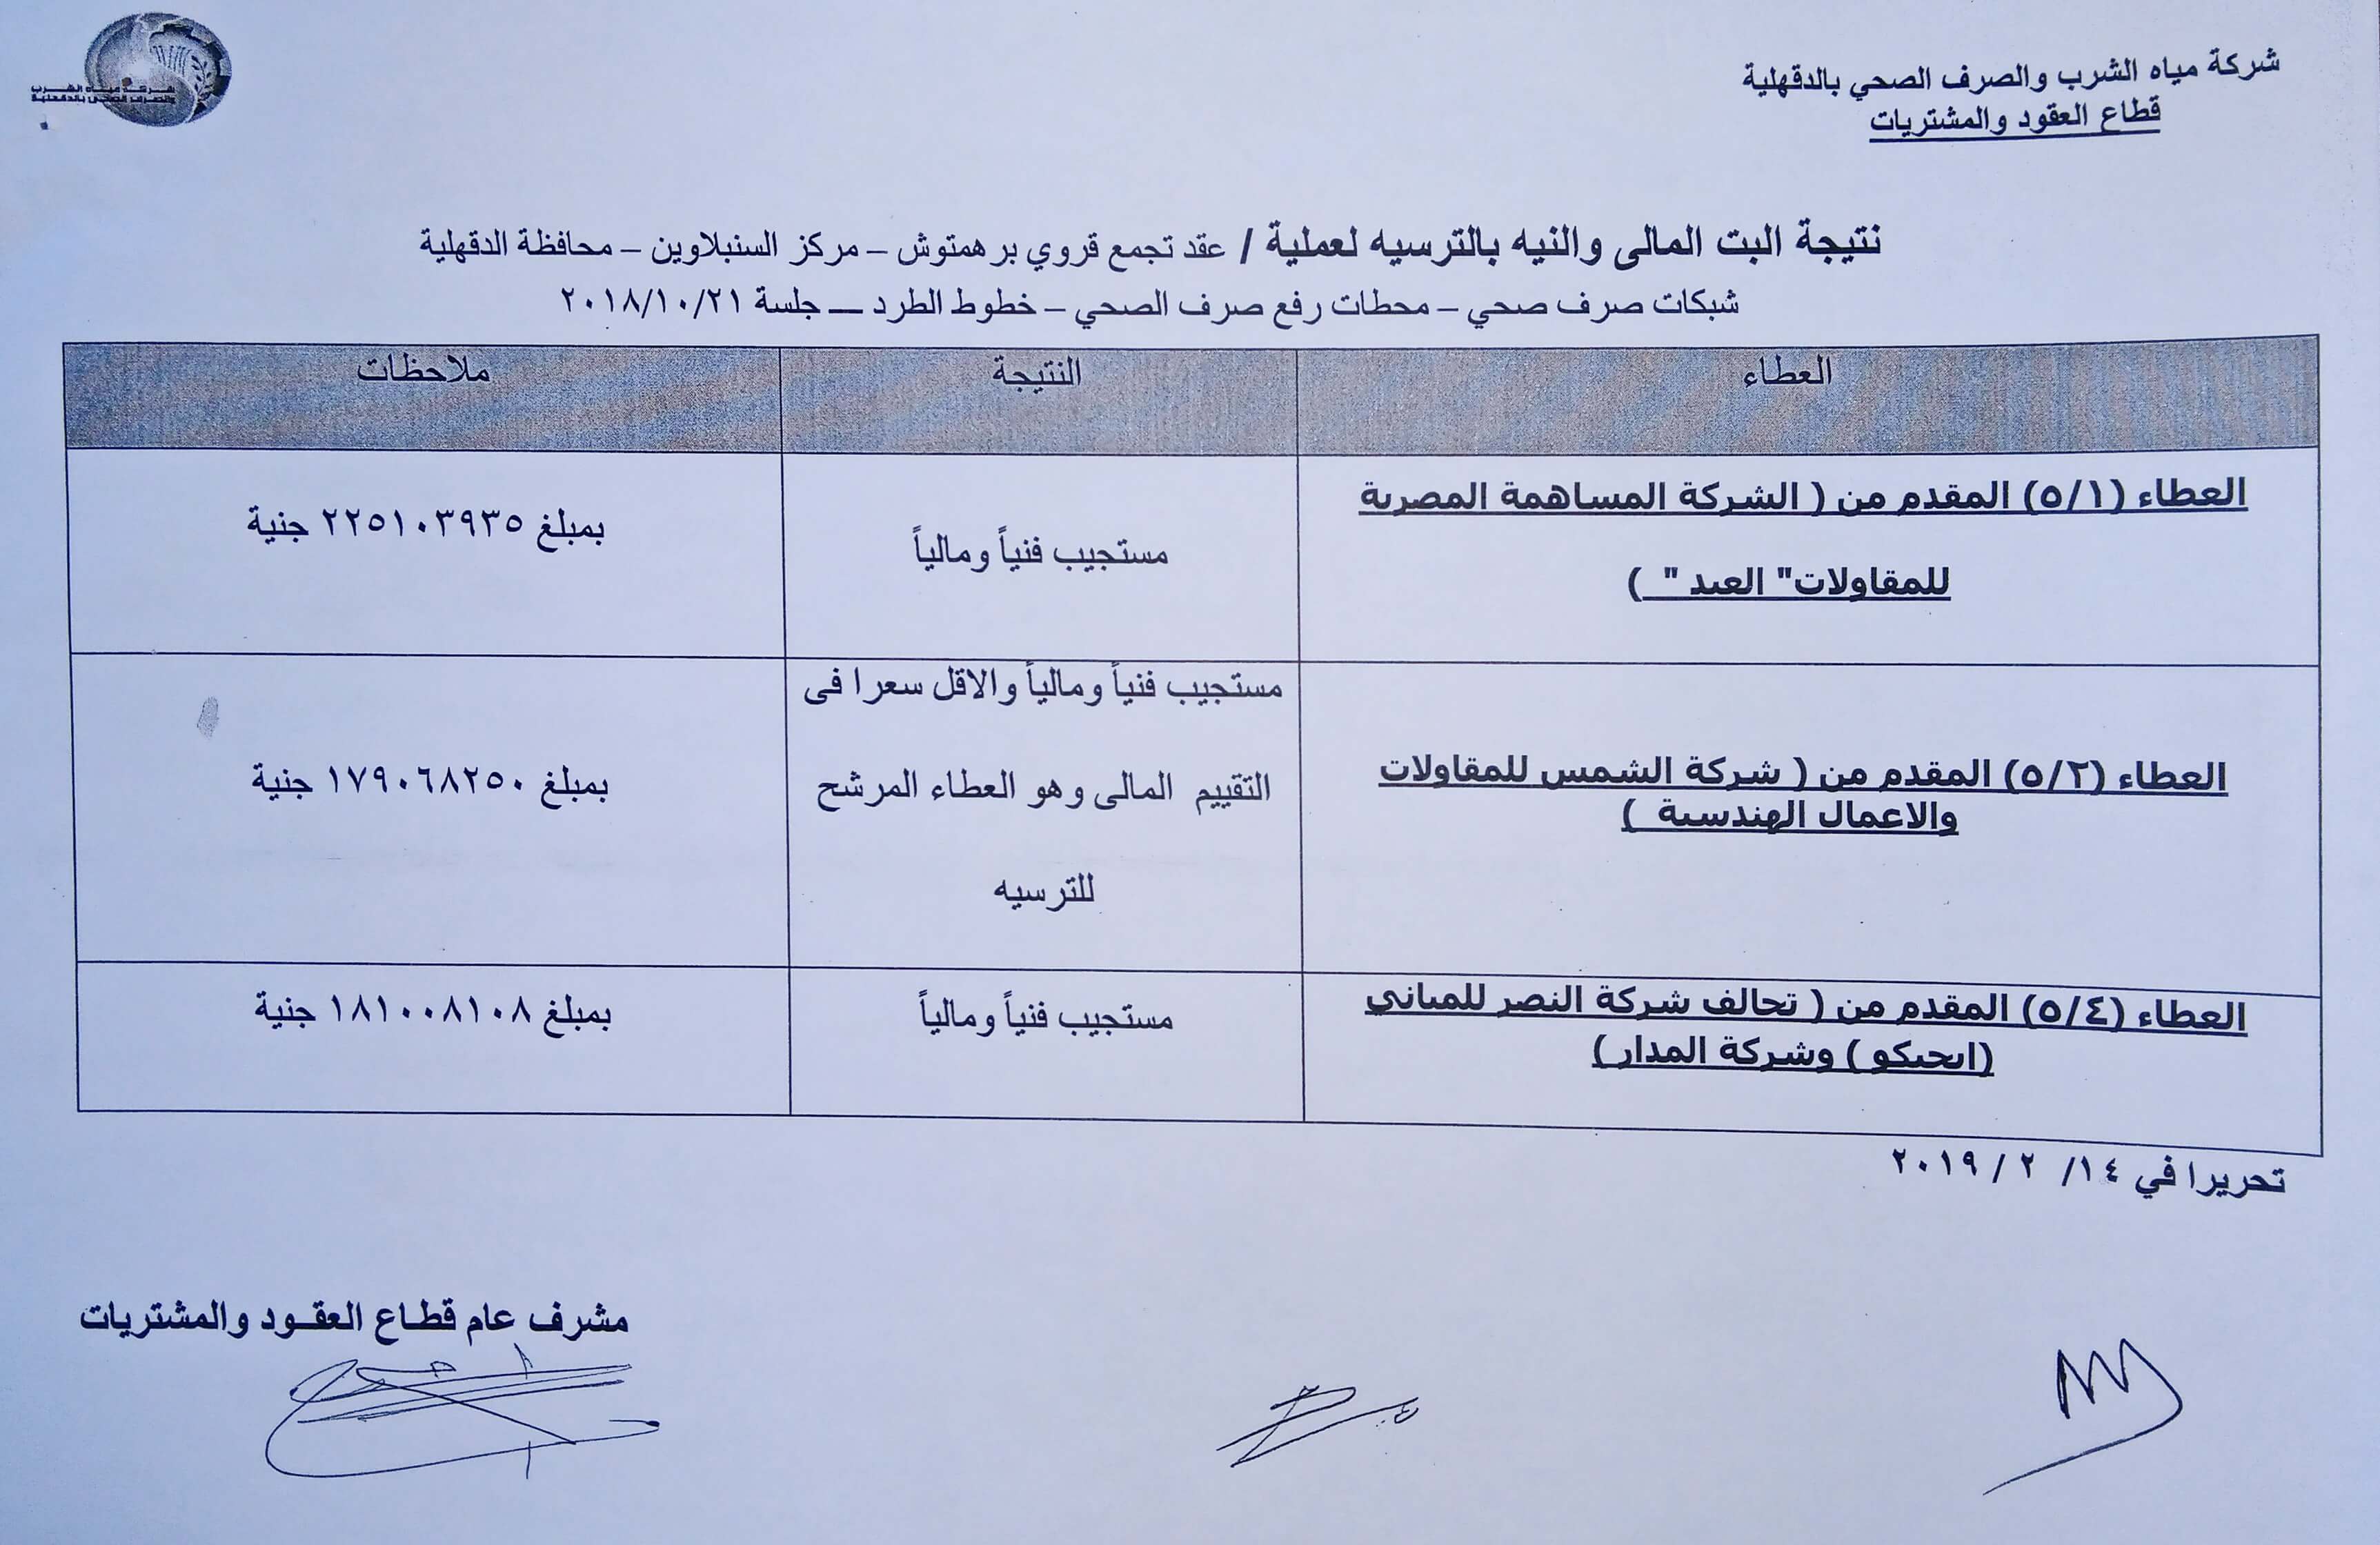 شركة مياه الشرب والصرف الصحي بالدقهلية
قطاع العقود والمشتريات
شركة مياه الشرب
والصرف الصحى بالدقهلية
نتيجة البت المالى والنيه بالترسيه لعملية / عقد تجمع قروي برهمتوش – مركز السنبلاوين – محافظة الدقهلية
شبكات صرف صحي – محطات رفع صرف الصحي – خطوط الطرد – جلسة ٢٠١٨/١٠/٢١
العطاء
النتيجة
ملاحظات
العطاء (٥/١) المقدم من ( الشركة المساهمة المصرية
للمقاولات" العبد " )
مستجيب فنياً ومالياً
بمبلغ ٢٢٥١٠٣٩٣٥ جنية
العطاء (٥/٢) المقدم من ( شركة الشمس للمقاولات
والاعمال الهندسية )
مستجيب فنياً ومالياً والاقل سعرا فى
التقييم المالى وهو العطاء المرشح
للترسيه
بمبلغ ١٧٩٠٦٨٢٥٠ جنية
العطاء (٥/٤) المقدم من ( تحالف شركة النصر للمباني
(ايجيكو ) وشركة المدار)
مستجيب فنياً ومالياً
بمبلغ ١٨١٠٠٨١٠٨ جنية
تحريرا في ١٤/ ٢ / ٢٠١٩
مشرف عام قطاع العقـود والمشتريات